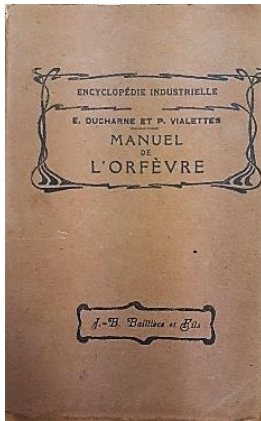 ENCYCLOPÉDIE INDUSTRIELLE
E. DUCHARNE ET P. VIALETTES
MANUEL
DE
L'ORFÈVRE
J.-B. Baillière et Fils